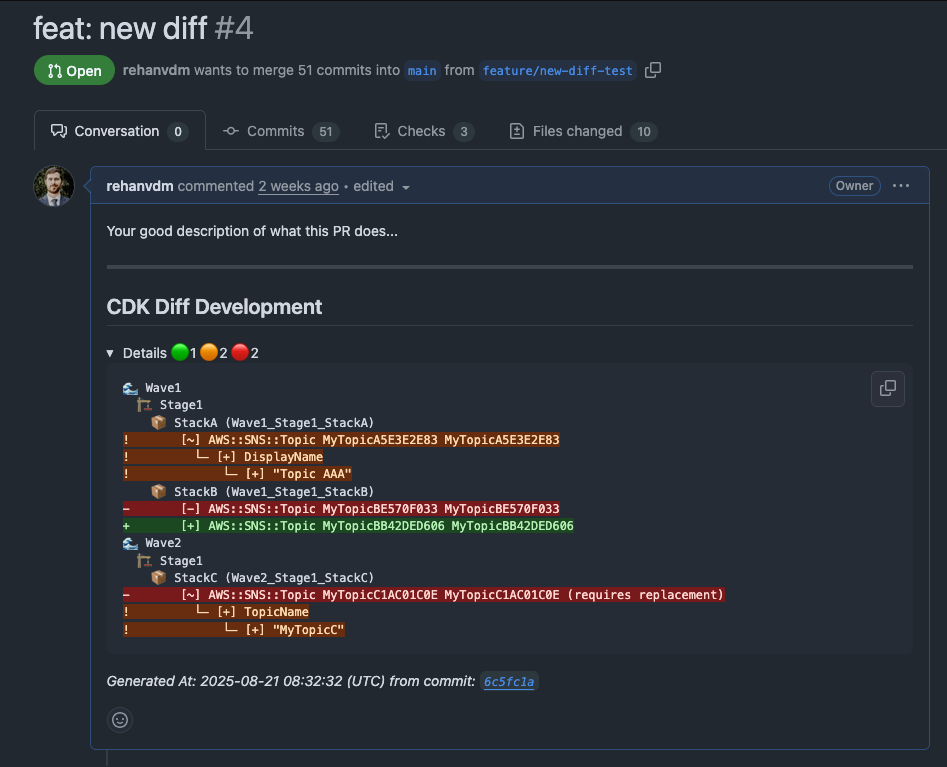 feat: new diff #4
Open rehanvdm wants to merge 51 commits into main from feature/new-diff-test
Conversation 0 Commits 51 Checks 3 Files changed 10
rehanvdm commented 2 weeks ago • edited Owner
Your good description of what this PR does...
CDK Diff Development
▼ Details 🟢1 🟠2 🔴2
🌊 Wave1
🏗️ Stage1
📦 StackA (Wave1_Stage1_StackA)
! [~] AWS::SNS::Topic MyTopicA5E3E2E83 MyTopicA5E3E2E83
! └─ [+] DisplayName
! └─ [+] "Topic AAA"
📦 StackB (Wave1_Stage1_StackB)
- [-] AWS::SNS::Topic MyTopicBE570F033 MyTopicBE570F033
+ [+] AWS::SNS::Topic MyTopicBB42DED606 MyTopicBB42DED606
🌊 Wave2
🏗️ Stage1
📦 StackC (Wave2_Stage1_StackC)
- [~] AWS::SNS::Topic MyTopicC1AC01C0E MyTopicC1AC01C0E (requires replacement)
! └─ [+] TopicName
! └─ [+] "MyTopicC"
Generated At: 2025-08-21 08:32:32 (UTC) from commit: 6c5fc1a